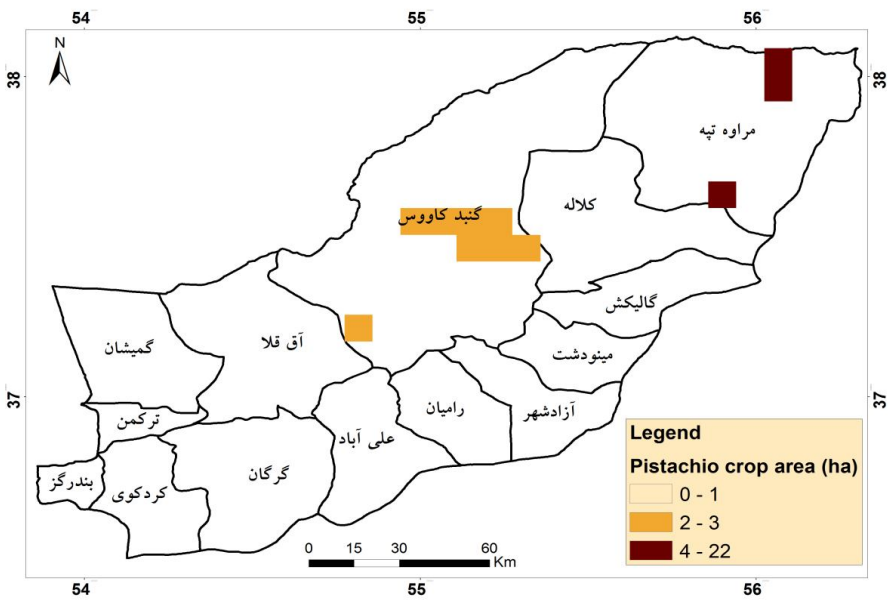 54 55 56
N
38 38
مراوه تپه
کلاله
گنبد کاووس
گالیکش
آق قلا
گمیشان
مینودشت
37 37
ترکمن
رامیان
آزادشهر
علی آباد
گرگان
بندرگز
کردکوی
Legend
Pistachio crop area (ha)
0 - 1
2 - 3
4 - 22
0 15 30 60
Km
54 55 56